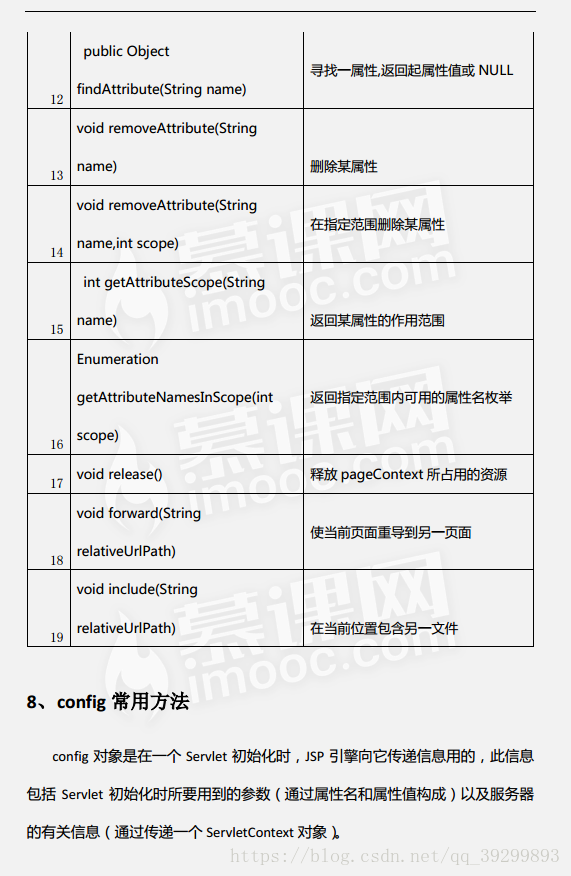 public Object
findAttribute(String name)
12
寻找一属性,返回起属性值或 NULL
void removeAttribute(String
name)
13
删除某属性
void removeAttribute(String
name,int scope)
14
在指定范围删除某属性
int getAttributeScope(String
name)
15
返回某属性的作用范围
Enumeration
getAttributeNamesInScope(int
scope)
16
返回指定范围内可用的属性名枚举
17
void release()
释放 pageContext 所占用的资源
void forward(String
relativeUrlPath)
18
使当前页面重导到另一页面
void include(String
relativeUrlPath)
19
在当前位置包含另一文件
慕课网
imooc.com
慕课网
imooc.com
慕课网
imooc.com
8、config 常用方法
config 对象是在一个 Servlet 初始化时，JSP 引擎向它传递信息用的，此信息
包括 Servlet 初始化时所要用到的参数（通过属性名和属性值构成）以及服务器
的有关信息（通过传递一个 ServletContext 对象）。
https://blog.csdn.net/qq_39299893